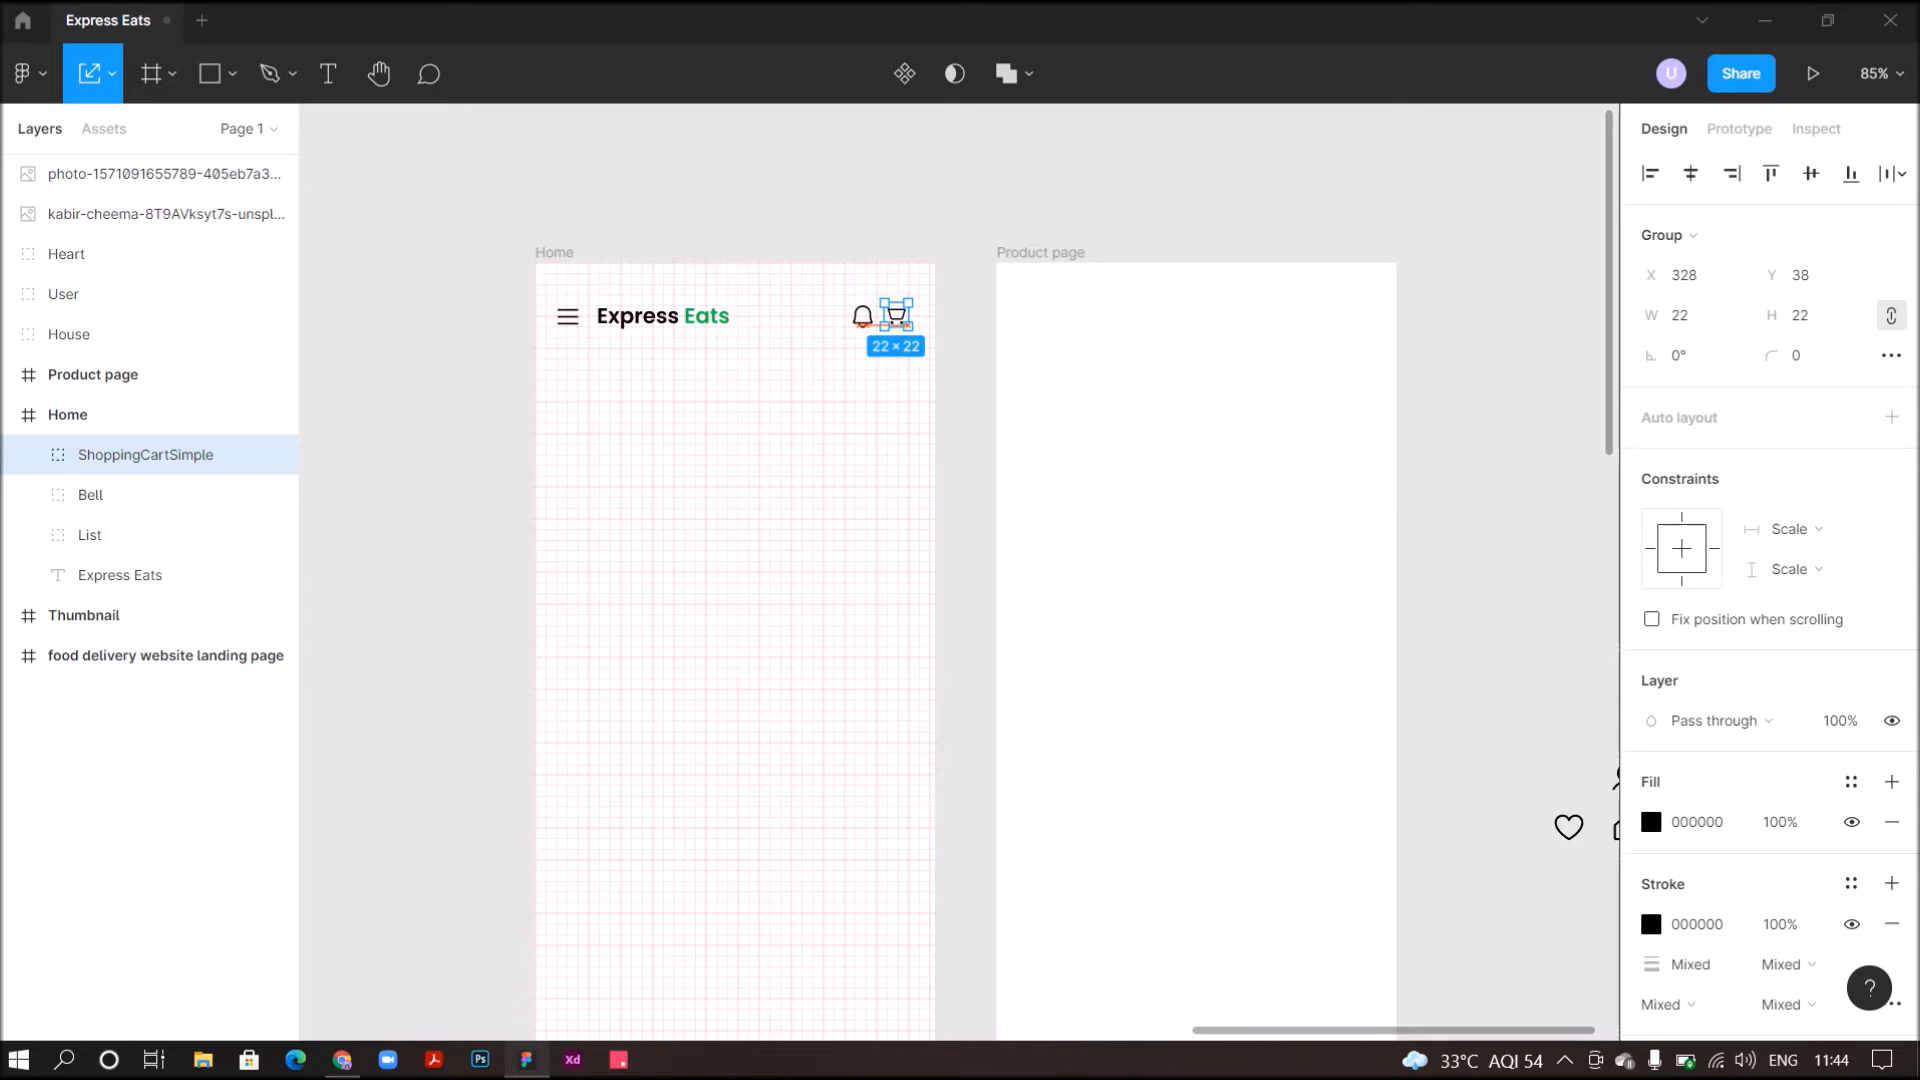 Express Eats
Share
85%
Layers
Assets
Page 1
photo-1571091655789-405eb7a3...
kabir-cheema-8T9AVksyt7s-unspl...
Heart
User
House
Product page
Home
ShoppingCartSimple
Bell
List
Express Eats
Thumbnail
food delivery website landing page
Home
Express Eats
22 × 22
Product page
U
Design
Prototype
Inspect
Group
X 328
Y 38
W 22
H 22
0°
0
Auto layout
Constraints
Scale
Scale
Fix position when scrolling
Layer
Pass through
100%
Fill
000000
100%
Stroke
000000
100%
Mixed
Mixed
Mixed
Mixed
?
Ps
Xd
33°C AQI 54
ENG
11:44